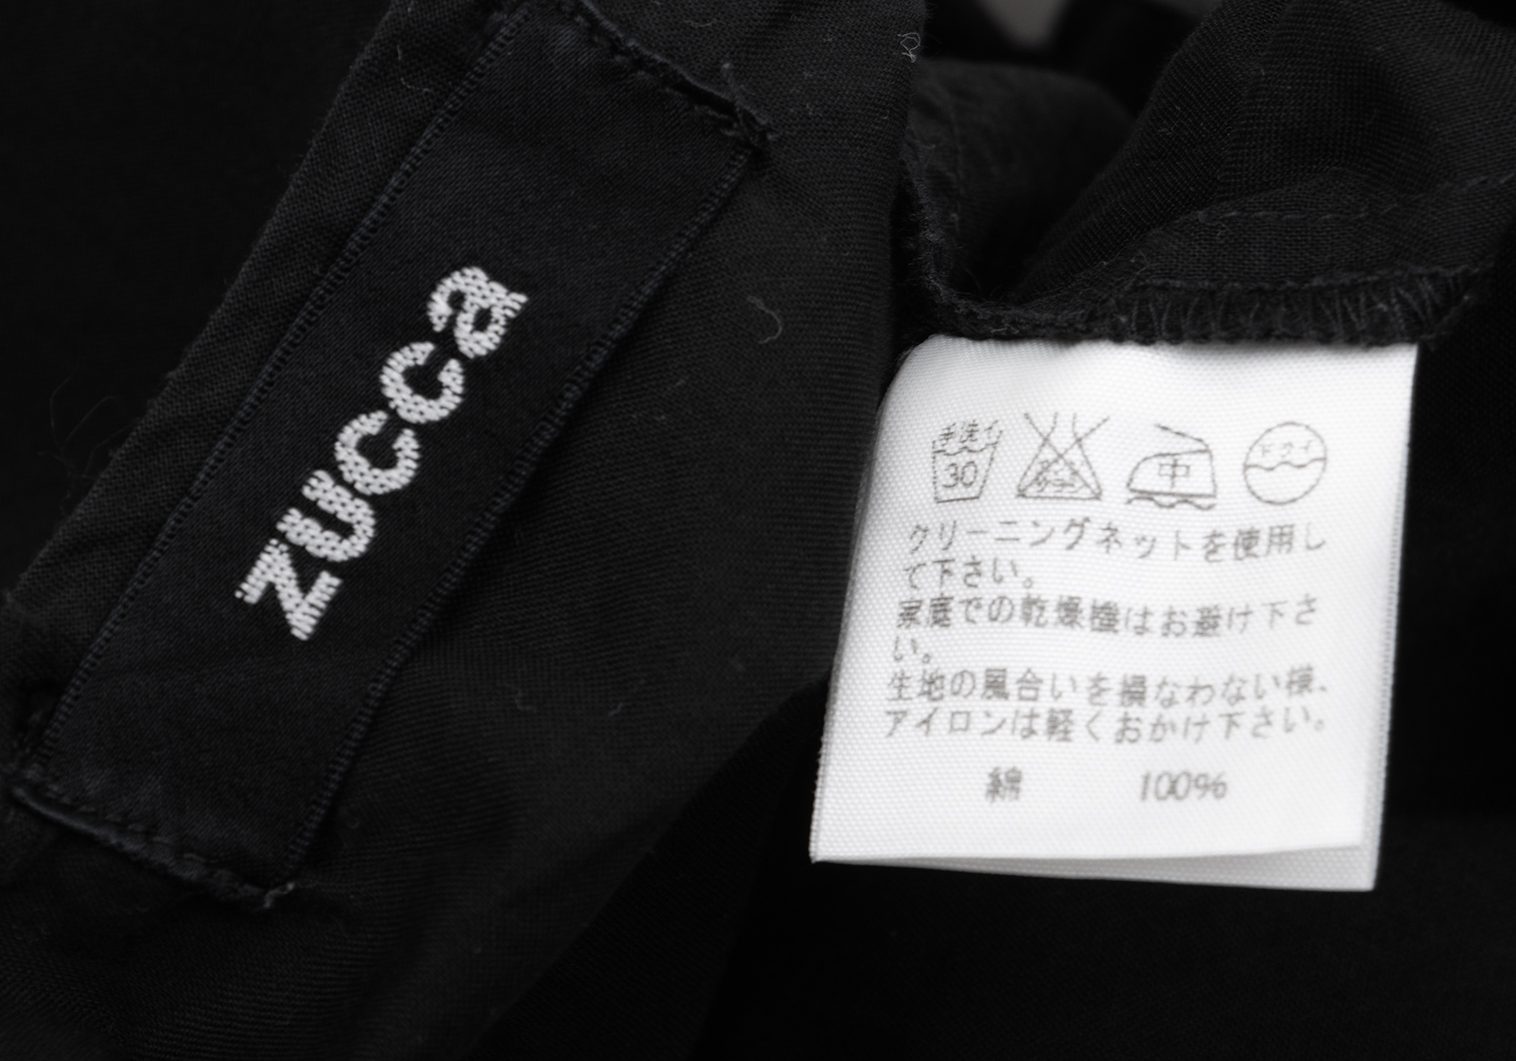 zucca
手洗イ
30
中
ドライ
クリーニングネットを使用し
て下さい。
家庭での乾燥機はお避け下さ
い。
生地の風合いを損なわない様、
アイロンは軽くおかけ下さい。
綿 100%